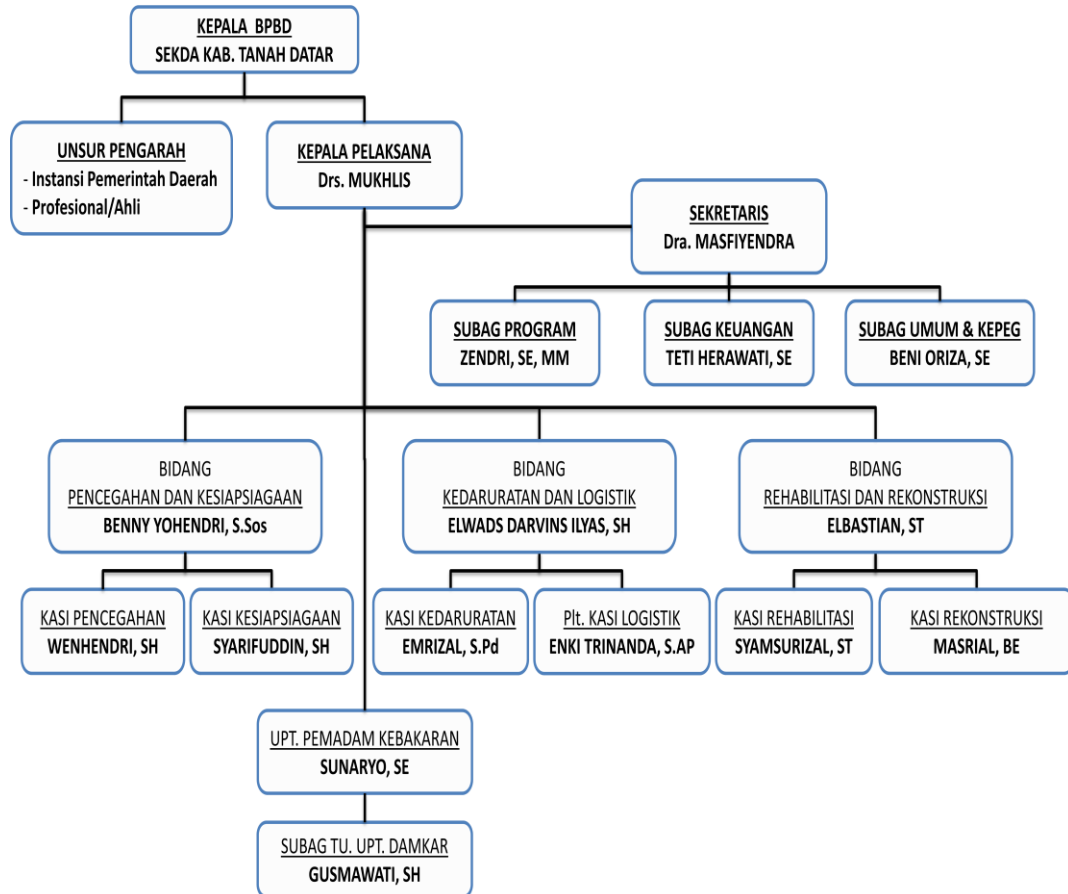 KEPALA BPBD
SEKDA KAB. TANAH DATAR
UNSUR PENGARAH
- Instansi Pemerintah Daerah
- Profesional/Ahli
KEPALA PELAKSANA
Drs. MUKHLIS
SEKRETARIS
Dra. MASFIYENDRA
SUBAG PROGRAM
ZENDRI, SE, MM
SUBAG KEUANGAN
TETI HERAWATI, SE
SUBAG UMUM & KEPEG
BENI ORIZA, SE
BIDANG
PENCEGAHAN DAN KESIAPSIAGAAN
BENNY YOHENDRI, S.Sos
BIDANG
KEDARURATAN DAN LOGISTIK
ELWADS DARVINS ILYAS, SH
BIDANG
REHABILITASI DAN REKONSTRUKSI
ELBASTIAN, ST
KASI PENCEGAHAN
WENHENDRI, SH
KASI KESIAPSIAGAAN
SYARIFUDDIN, SH
KASI KEDARURATAN
EMRIZAL, S.Pd
Plt. KASI LOGISTIK
ENKI TRINANDA, S.AP
KASI REHABILITASI
SYAMSURIZAL, ST
KASI REKONSTRUKSI
MASRIAL, BE
UPT. PEMADAM KEBAKARAN
SUNARYO, SE
SUBAG TU. UPT. DAMKAR
GUSMAWATI, SH